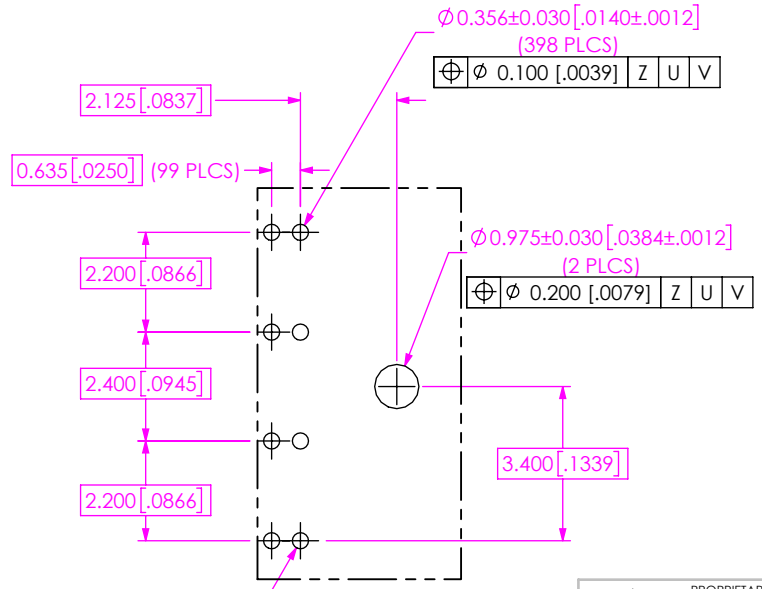 Ø0.356±0.030[.0140±.0012]
(398 PLCS)
⌖ Ø 0.100 [.0039] Z U V
2.125[.0837]
0.635[.0250] (99 PLCS)
Ø0.975±0.030[.0384±.0012]
(2 PLCS)
⌖ Ø 0.200 [.0079] Z U V
2.200[.0866]
2.400[.0945]
3.400[.1339]
2.200[.0866]